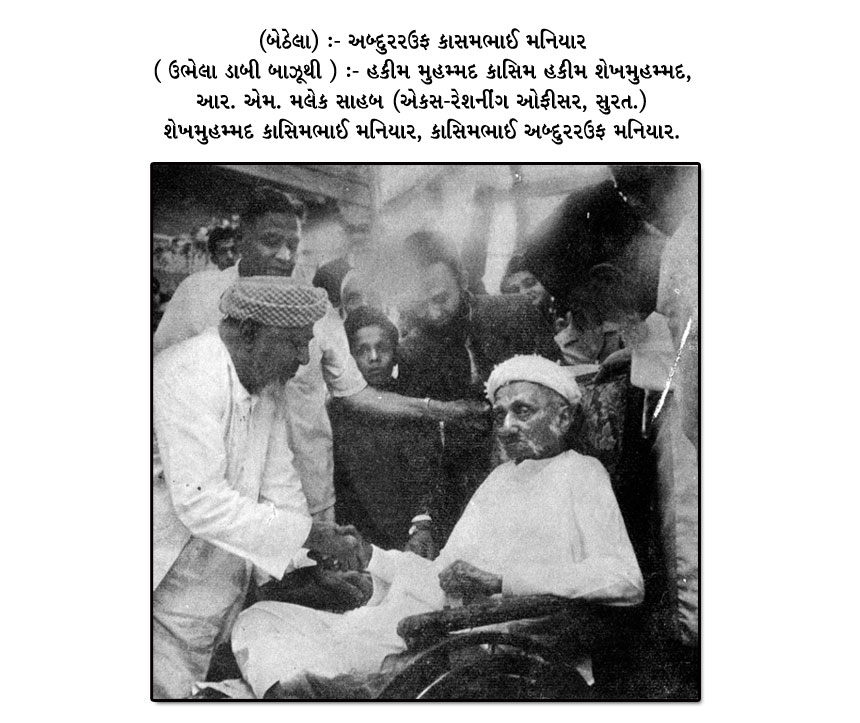 (બેઠેલા) :- અબ્દુરરઉફ કાસમભાઈ મનિયાર
( ઉભેલા ડાબી બાઝૂથી ) :- હકીમ મુહમ્મદ કાસિમ હકીમ શેખમુહમ્મદ,
આર. એમ. મલેક સાહબ (એક્સ-રેશનીંગ ઓફીસર, સુરત.)
શેખમુહમ્મદ કાસિમભાઈ મનિયાર, કાસિમભાઈ અબ્દુરરઉફ મનિયાર.